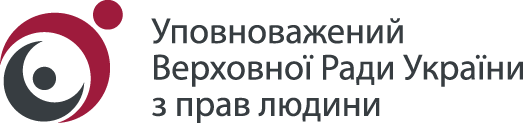 Уповноважений
Верховної Ради України
з прав людини